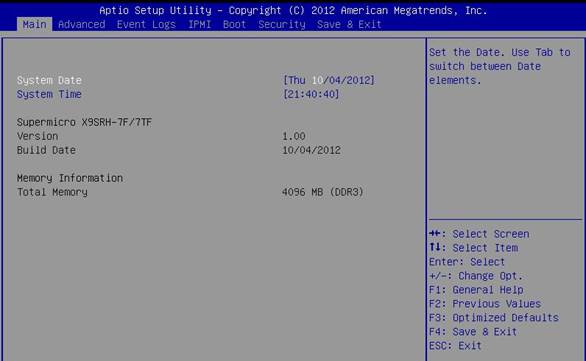 Aptio Setup Utility – Copyright (C) 2012 American Megatrends, Inc.
Main Advanced Event Logs IPMI Boot Security Save & Exit
Set the Date. Use Tab to
switch between Date
elements.
System Date [Thu 10/04/2012]
System Time [21:40:40]
Supermicro X9SRH-7F/7TF
Version 1.00
Build Date 10/04/2012
Memory Information
Total Memory 4096 MB (DDR3)
→←: Select Screen
↑↓: Select Item
Enter: Select
+/-: Change Opt.
F1: General Help
F2: Previous Values
F3: Optimized Defaults
F4: Save & Exit
ESC: Exit